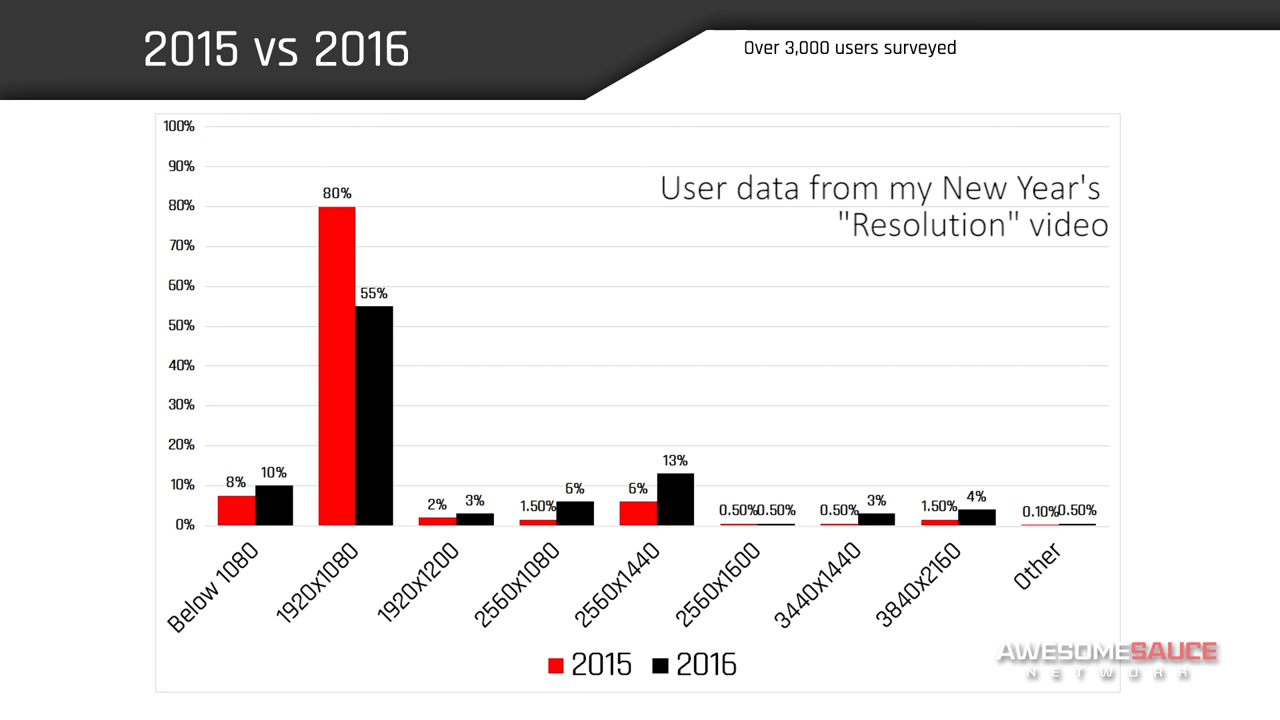 2015 vs 2016
Over 3,000 users surveyed
User data from my New Year's
"Resolution" video
100%
90%
80%
70%
60%
50%
40%
30%
20%
10%
0%
8% 10%
80% 55%
2% 3%
1.50% 6%
6% 13%
0.50% 0.50%
0.50% 3%
1.50% 4%
0.10% 0.50%
Below 1080
1920x1080
1920x1200
2560x1080
2560x1440
2560x1600
3440x1440
3840x2160
Other
2015 2016
AWESOMESAUCE
NETWORK